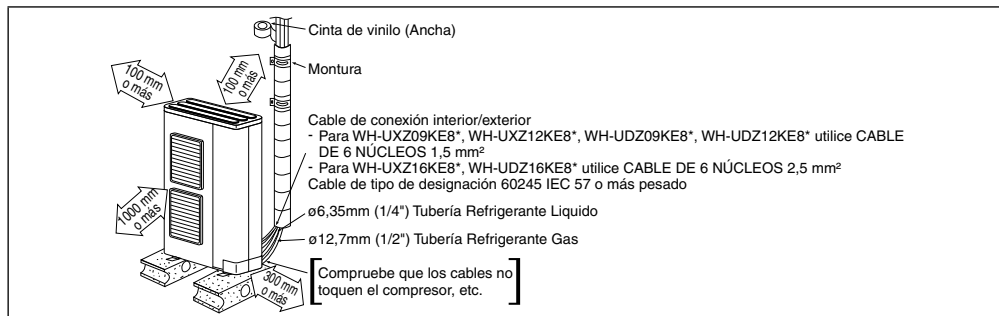 Cinta de vinilo (Ancha)
Montura
100 mm
o más
100 mm
o más
Cable de conexión interior/exterior
- Para WH-UXZ09KE8*, WH-UXZ12KE8*, WH-UDZ09KE8*, WH-UDZ12KE8* utilice CABLE
DE 6 NÚCLEOS 1,5 mm²
- Para WH-UXZ16KE8*, WH-UDZ16KE8* utilice CABLE DE 6 NÚCLEOS 2,5 mm²
Cable de tipo de designación 60245 IEC 57 o más pesado
1000 mm
o más
ø6,35mm (1/4") Tubería Refrigerante Liquido
ø12,7mm (1/2") Tubería Refrigerante Gas
300 mm
o más
[Compruebe que los cables no
toquen el compresor, etc.]